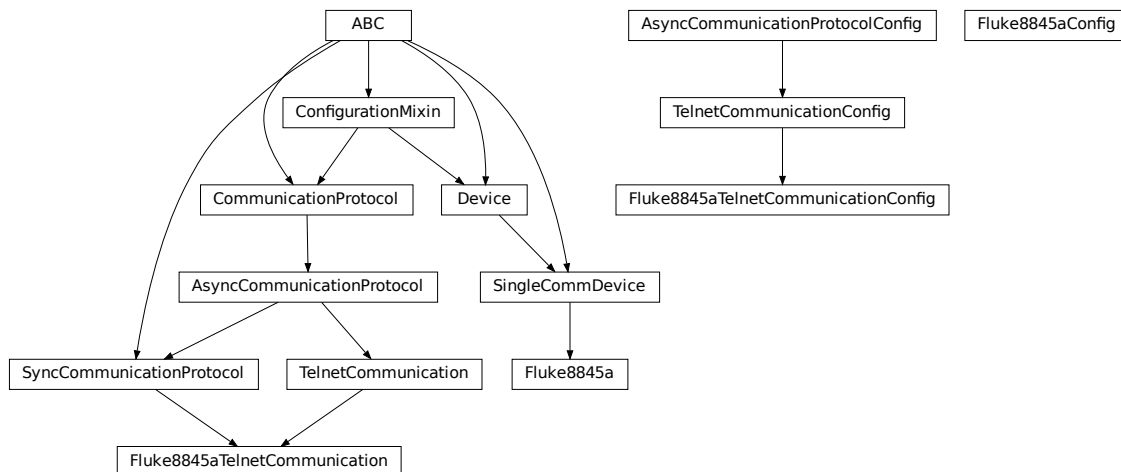 ABC
AsyncCommunicationProtocolConfig
Fluke8845aConfig
ConfigurationMixin
TelnetCommunicationConfig
CommunicationProtocol
Device
Fluke8845aTelnetCommunicationConfig
AsyncCommunicationProtocol
SingleCommDevice
SyncCommunicationProtocol
TelnetCommunication
Fluke8845a
Fluke8845aTelnetCommunication